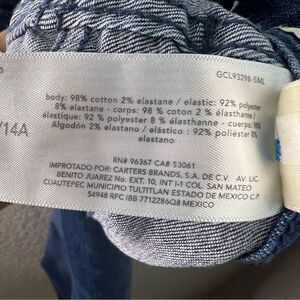 GCL93298-SML
body: 98% cotton 2% elastane / elastic: 92% polyester
8% elastane - corps: 98% coton 2% élasthanne /
élastique: 92 % polyester 8 % élasthanne - cuerpo: 98%
Algodón 2% elastano / elástico: 92% poliéster 8%
elastano
/14A
RN# 96367 CA# 53061
IMPROTADO POR: CARTERS BRANDS, S.A. DE C.V. AV. LIC.
BENITO JUAREZ No. EXT. 10, INT I-1 COL. SAN MATEO
CUAUTEPEC MUNICIPIO TULTITLAN ESTADO DE MEXICO C.P.
54948 RFC IBB 7712286Q8 MEXICO